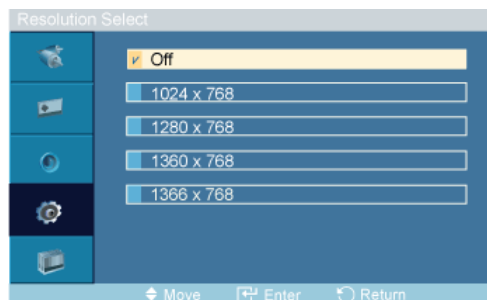 Resolution Select
Off
1024 x 768
1280 x 768
1360 x 768
1366 x 768
Move Enter Return